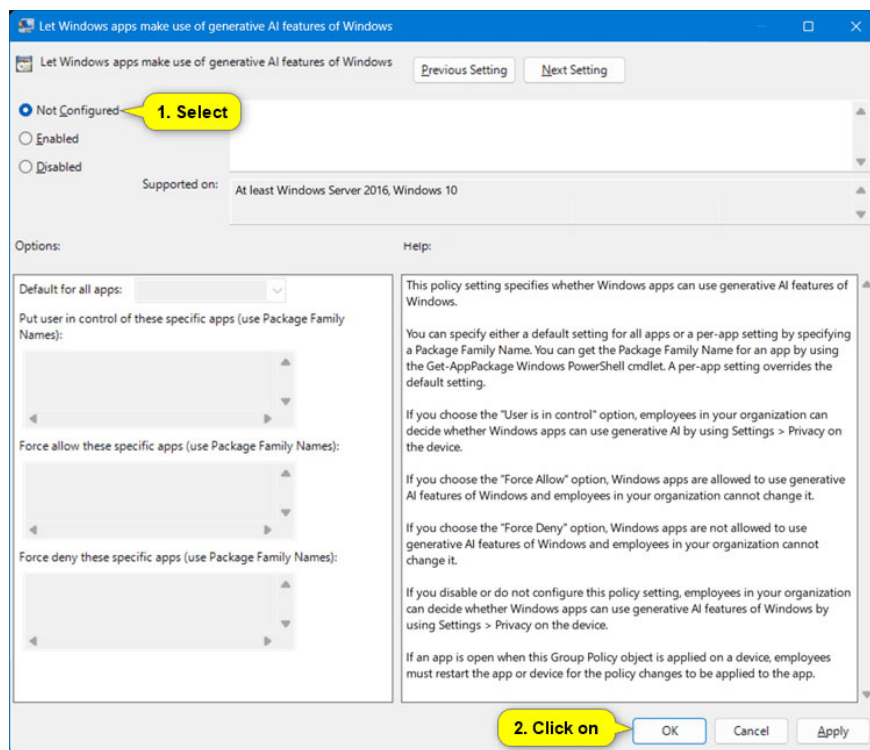 Let Windows apps make use of generative AI features of Windows
Let Windows apps make use of generative AI features of Windows
Previous Setting
Next Setting
Not Configured
1. Select
Enabled
Disabled
Supported on:
At least Windows Server 2016, Windows 10
Options:
Help:
Default for all apps:
Put user in control of these specific apps (use Package Family
Names):
Force allow these specific apps (use Package Family Names):
Force deny these specific apps (use Package Family Names):
This policy setting specifies whether Windows apps can use generative AI features of
Windows.
You can specify either a default setting for all apps or a per-app setting by specifying
a Package Family Name. You can get the Package Family Name for an app by using
the Get-AppPackage Windows PowerShell cmdlet. A per-app setting overrides the
default setting.
If you choose the "User is in control" option, employees in your organization can
decide whether Windows apps can use generative AI by using Settings > Privacy on
the device.
If you choose the "Force Allow" option, Windows apps are allowed to use generative
AI features of Windows and employees in your organization cannot change it.
If you choose the "Force Deny" option, Windows apps are not allowed to use
generative AI features of Windows and employees in your organization cannot
change it.
If you disable or do not configure this policy setting, employees in your organization
can decide whether Windows apps can use generative AI features of Windows by
using Settings > Privacy on the device.
If an app is open when this Group Policy object is applied on a device, employees
must restart the app or device for the policy changes to be applied to the app.
2. Click on
OK
Cancel
Apply